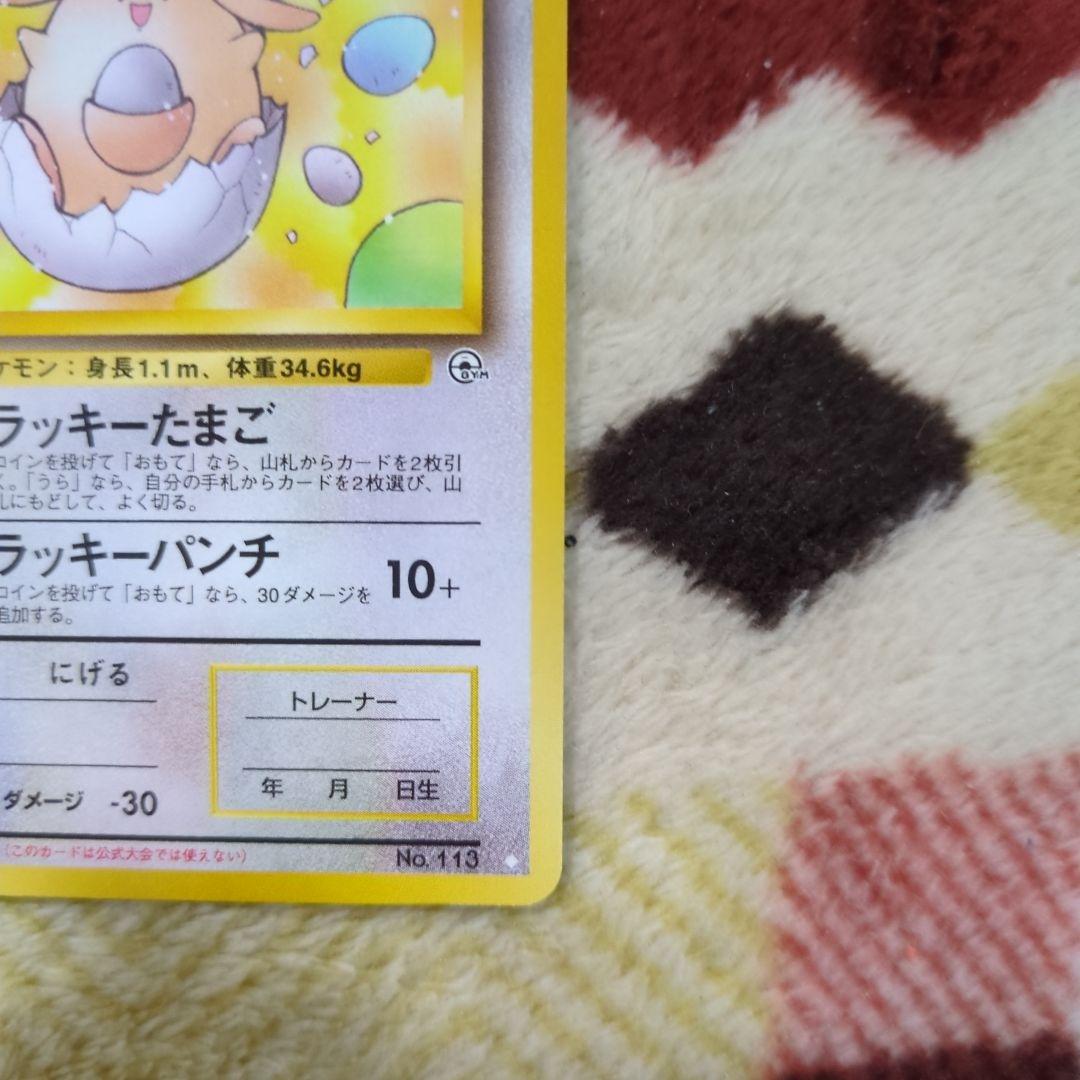 ケモン：身長1.1m、体重34.6kg
GYM
ラッキーたまご
コインを投げて「おもて」なら、山札からカードを2枚引
く。「うら」なら、自分の手札からカードを2枚選び、山
札にもどして、よく切る。
ラッキーパンチ
10+
コインを投げて「おもて」なら、30ダメージを
追加する。
にげる
トレーナー
年 月 日生
ダメージ -30
(このカードは公式大会では使えない)
No.113